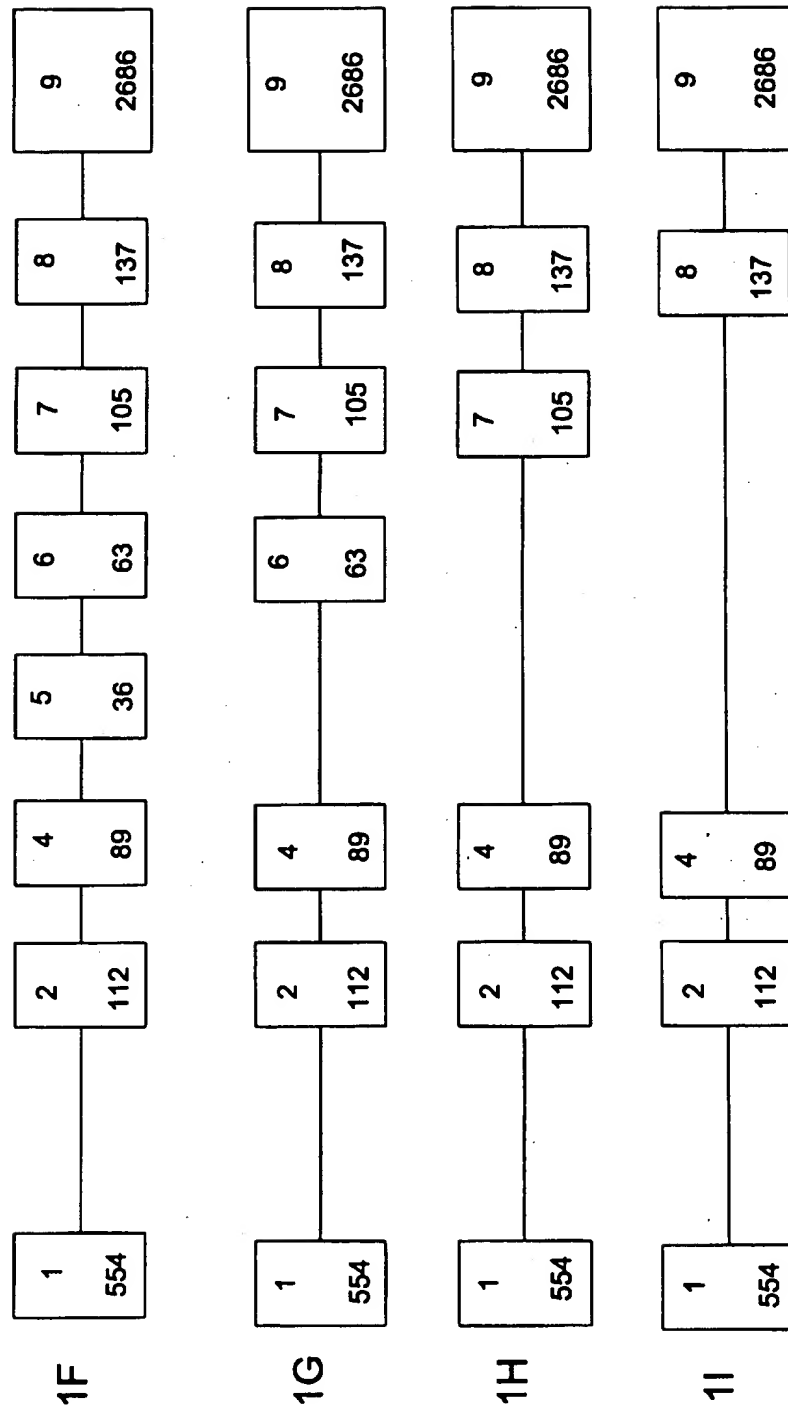 1F
1 2 4 5 6 7 8 9
554 112 89 36 63 105 137 2686
1G
1 2 4 6 7 8 9
554 112 89 63 105 137 2686
1H
1 2 4 7 8 9
554 112 89 105 137 2686
1I
1 2 4 8 9
554 112 89 137 2686